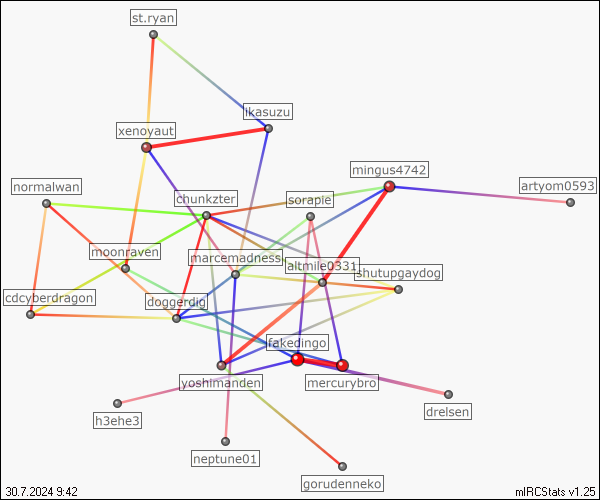 st.ryan
ikasuzu
xenoyaut
mingus4742
normalwan
artyom0593
chunkzter
sorapie
moonraven
marcemadness
altmile0331
shutupgaydog
cdcyberdragon
doggerdig
fakedingo
yoshimanden
mercurybro
drelsen
h3ehe3
neptune01
gorudenneko
30.7.2024 9:42
mIRCStats v1.25